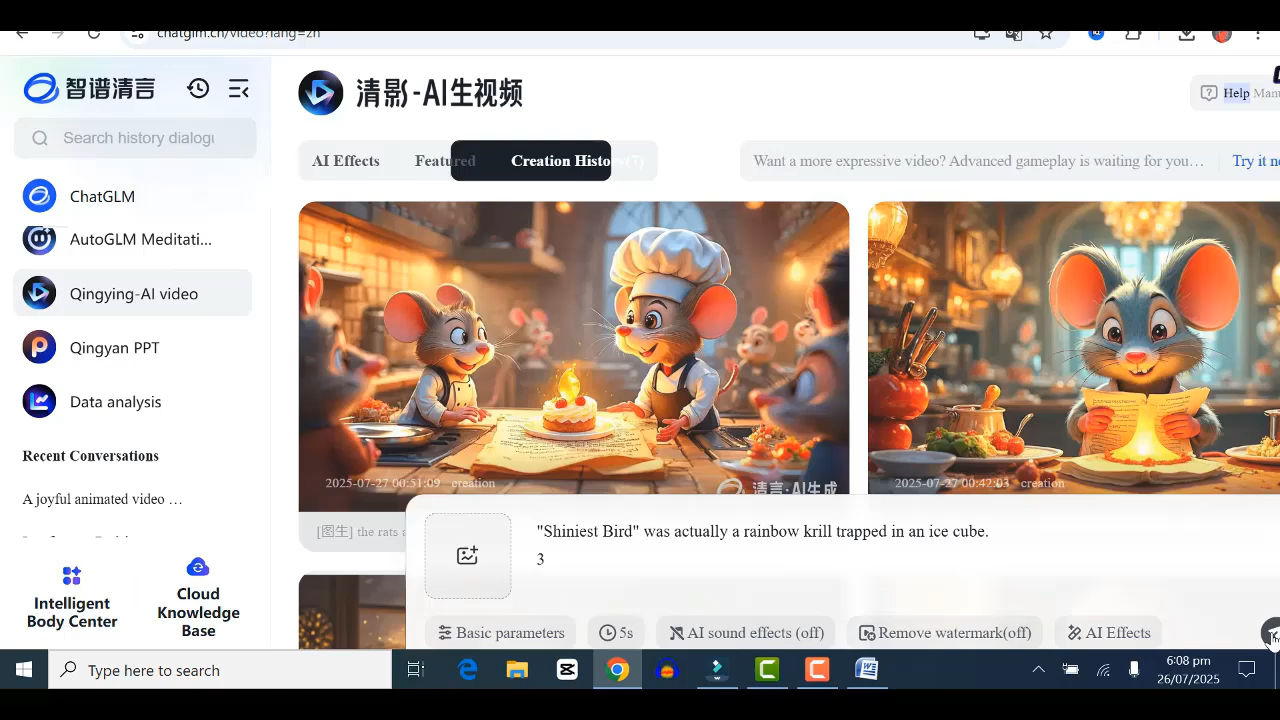 chatglm.cn/video?lang=zh
智谱清言
Search history dialogu
ChatGLM
AutoGLM Meditati...
Qingying-AI video
Qingyan PPT
Data analysis
Recent Conversations
A joyful animated video …
Intelligent
Body Center
Cloud
Knowledge
Base
清影-AI生视频
Help Man
AI Effects
Featured
Creation History(7)
Want a more expressive video? Advanced gameplay is waiting for you…
Try it n
2025-07-27 00:51:09 creation
清言·AI生成
2025-07-27 00:42:03 creation
[图生] the rats
"Shiniest Bird" was actually a rainbow krill trapped in an ice cube.
3
Basic parameters
5s
AI sound effects (off)
Remove watermark(off)
AI Effects
Type here to search
6:08 pm
26/07/2025